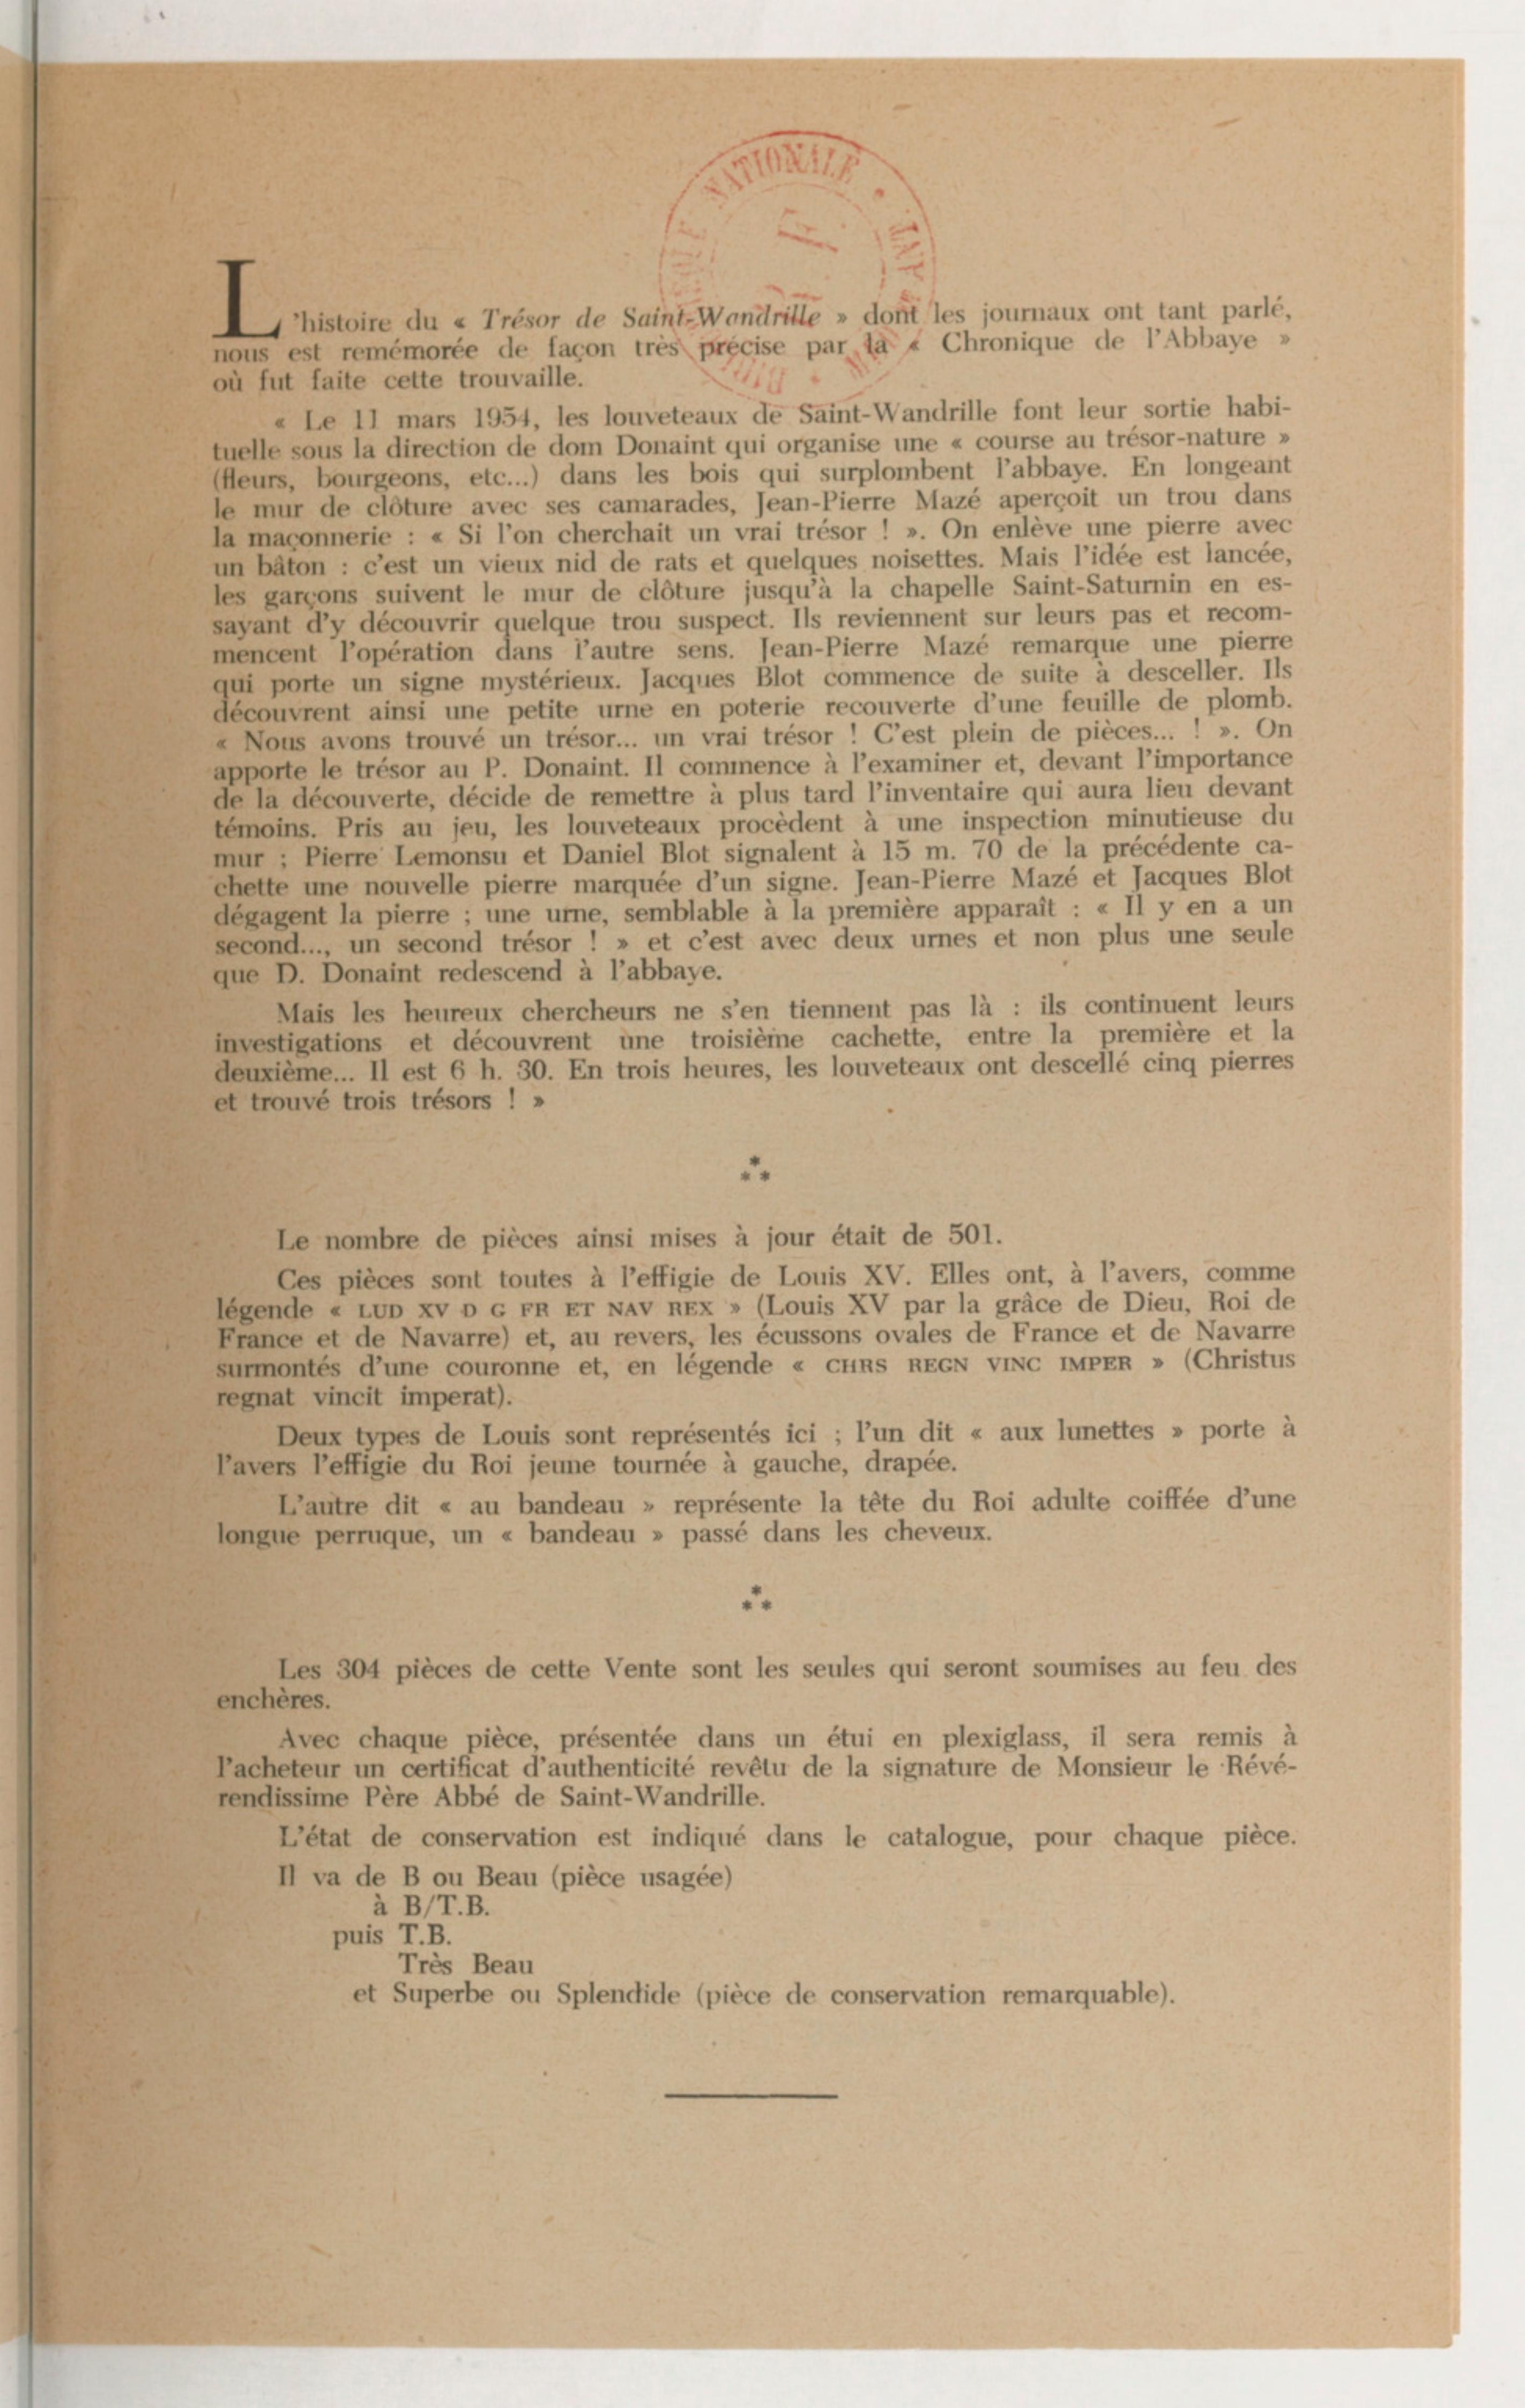 NATIONALE
L'histoire du « Trésor de Saint-Wandrille » dont les journaux ont tant parlé,
nous est remémorée de façon très précise par la « Chronique de l'Abbaye »
où fut faite cette trouvaille.
« Le 11 mars 1954, les louveteaux de Saint-Wandrille font leur sortie habi-
tuelle sous la direction de dom Donaint qui organise une « course au trésor-nature »
(fleurs, bourgeons, etc...) dans les bois qui surplombent l'abbaye. En longeant
le mur de clôture avec ses camarades, Jean-Pierre Mazé aperçoit un trou dans
la maçonnerie : « Si l'on cherchait un vrai trésor ! ». On enlève une pierre avec
un bâton : c'est un vieux nid de rats et quelques noisettes. Mais l'idée est lancée,
les garçons suivent le mur de clôture jusqu'à la chapelle Saint-Saturnin en es-
sayant d'y découvrir quelque trou suspect. Ils reviennent sur leurs pas et recom-
mencent l'opération dans l'autre sens. Jean-Pierre Mazé remarque une pierre
qui porte un signe mystérieux. Jacques Blot commence de suite à desceller. Ils
découvrent ainsi une petite urne en poterie recouverte d'une feuille de plomb.
« Nous avons trouvé un trésor... un vrai trésor ! C'est plein de pièces... ! ». On
apporte le trésor au P. Donaint. Il commence à l'examiner et, devant l'importance
de la découverte, décide de remettre à plus tard l'inventaire qui aura lieu devant
témoins. Pris au jeu, les louveteaux procèdent à une inspection minutieuse du
mur ; Pierre Lemonsu et Daniel Blot signalent à 15 m. 70 de la précédente ca-
chette une nouvelle pierre marquée d'un signe. Jean-Pierre Mazé et Jacques Blot
dégagent la pierre ; une urne, semblable à la première apparaît : « Il y en a un
second..., un second trésor ! » et c'est avec deux urnes et non plus une seule
que D. Donaint redescend à l'abbaye.
Mais les heureux chercheurs ne s'en tiennent pas là : ils continuent leurs
investigations et découvrent une troisième cachette, entre la première et la
deuxième... Il est 6 h. 30. En trois heures, les louveteaux ont descellé cinq pierres
et trouvé trois trésors ! »
Le nombre de pièces ainsi mises à jour était de 501.
Ces pièces sont toutes à l'effigie de Louis XV. Elles ont, à l'avers, comme
légende « LUD XV D G FR ET NAV REX » (Louis XV par la grâce de Dieu, Roi de
France et de Navarre) et, au revers, les écussons ovales de France et de Navarre
surmontés d'une couronne et, en légende « CHRS REGN VINC IMPER » (Christus
regnat vincit imperat).
Deux types de Louis sont représentés ici ; l'un dit « aux lunettes » porte à
l'avers l'effigie du Roi jeune tournée à gauche, drapée.
L'autre dit « au bandeau » représente la tête du Roi adulte coiffée d'une
longue perruque, un « bandeau » passé dans les cheveux.
Les 304 pièces de cette Vente sont les seules qui seront soumises au feu des
enchères.
Avec chaque pièce, présentée dans un étui en plexiglass, il sera remis à
l'acheteur un certificat d'authenticité revêtu de la signature de Monsieur le Révé-
rendissime Père Abbé de Saint-Wandrille.
L'état de conservation est indiqué dans le catalogue, pour chaque pièce.
Il va de B ou Beau (pièce usagée)
à B/T.B.
puis T.B.
Très Beau
et Superbe ou Splendide (pièce de conservation remarquable).